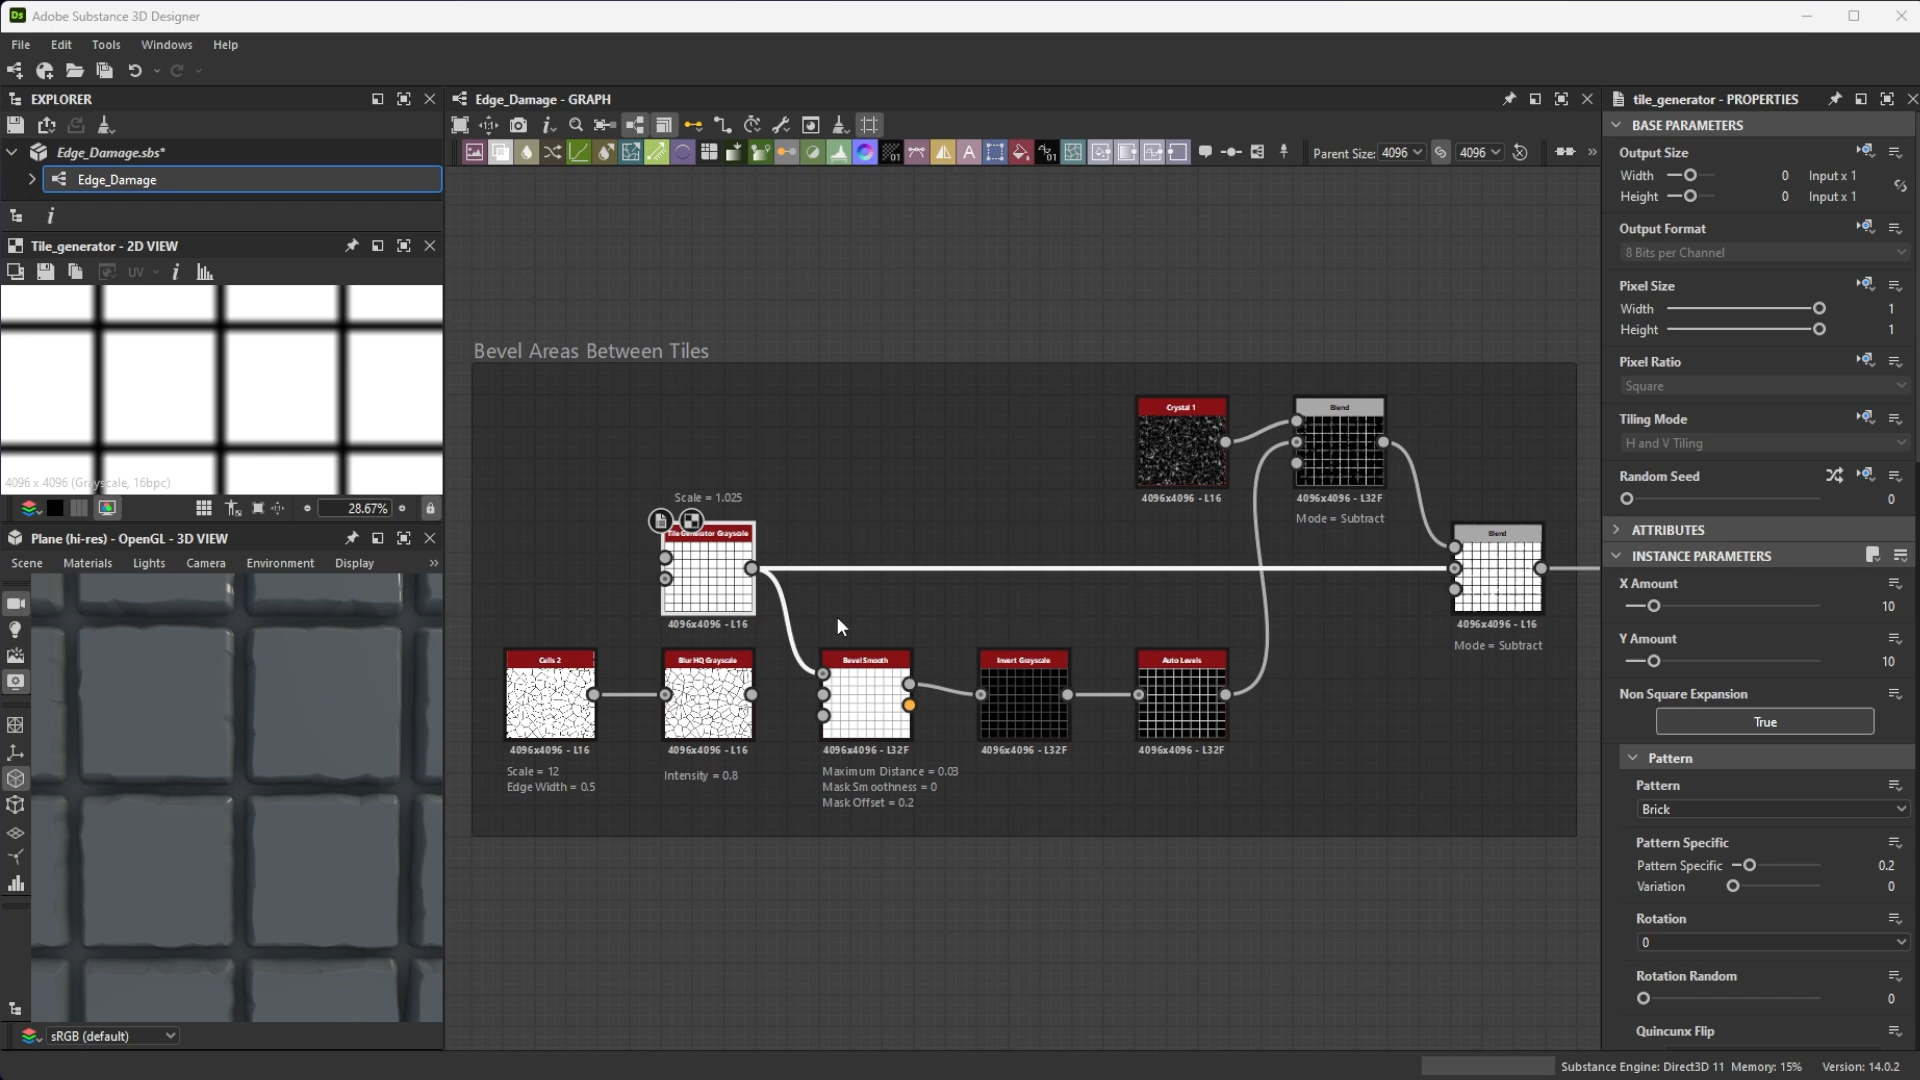 Ds Adobe Substance 3D Designer
File Edit Tools Windows Help
EXPLORER
Edge_Damage.sbs*
Edge_Damage
Tile_generator - 2D VIEW
UV
4096 x 4096 (Grayscale, 16bpc)
28.67%
Plane (hi-res) - OpenGL - 3D VIEW
Scene Materials Lights Camera Environment Display
sRGB (default)
Edge_Damage - GRAPH
Parent Size: 4096 4096
Bevel Areas Between Tiles
Crystal 1
4096x4096 - L16
Blend
4096x4096 - L32F
Mode = Subtract
Scale = 1.025
Tile Generator Grayscale
4096x4096 - L16
Blend
4096x4096 - L16
Mode = Subtract
Cells 2
4096x4096 - L16
Scale = 12
Edge Width = 0.5
Blur HQ Grayscale
4096x4096 - L16
Intensity = 0.8
Bevel Smooth
4096x4096 - L32F
Maximum Distance = 0.03
Mask Smoothness = 0
Mask Offset = 0.2
Invert Grayscale
4096x4096 - L32F
Auto Levels
4096x4096 - L32F
tile_generator - PROPERTIES
BASE PARAMETERS
Output Size
Width 0 Input x 1
Height 0 Input x 1
Output Format
8 Bits per Channel
Pixel Size
Width 1
Height 1
Pixel Ratio
Square
Tiling Mode
H and V Tiling
Random Seed
0
ATTRIBUTES
INSTANCE PARAMETERS
X Amount
10
Y Amount
10
Non Square Expansion
True
Pattern
Pattern
Brick
Pattern Specific
Pattern Specific 0.2
Variation 0
Rotation
0
Rotation Random
0
Quincunx Flip
Substance Engine: Direct3D 11 Memory: 15% Version: 14.0.2